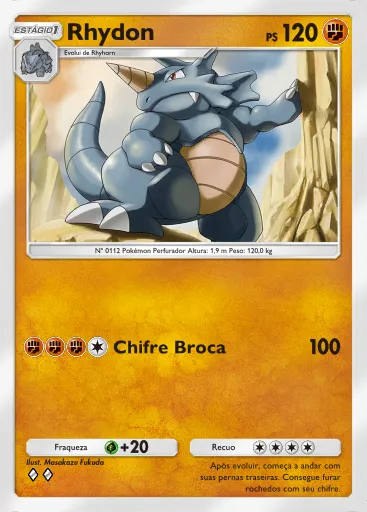 ESTÁGIO 1
Rhydon
PS 120
Evolui de Rhyhorn
N° 0112 Pokémon Perfurador Altura: 1,9 m Peso: 120,0 kg
Chifre Broca 100
Fraqueza +20
Recuo
Ilust. Masakazu Fukuda
Após evoluir, começa a andar com
suas pernas traseiras. Consegue furar
rochedos com seu chifre.